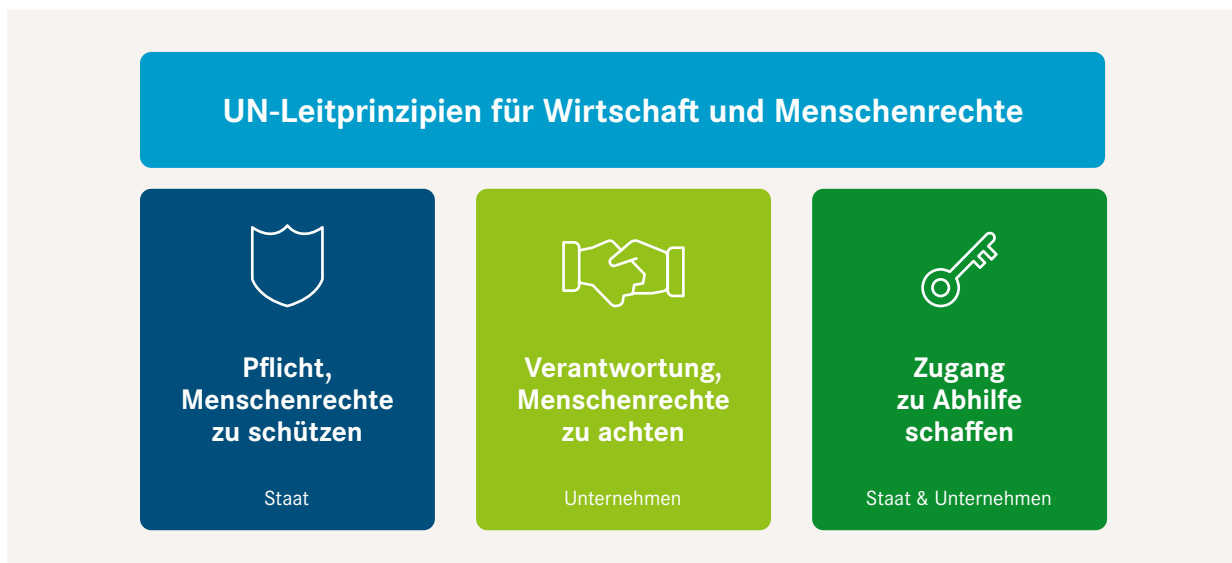 UN-Leitprinzipien für Wirtschaft und Menschenrechte
Pflicht,
Menschenrechte
zu schützen
Staat
Verantwortung,
Menschenrechte
zu achten
Unternehmen
Zugang
zu Abhilfe
schaffen
Staat & Unternehmen